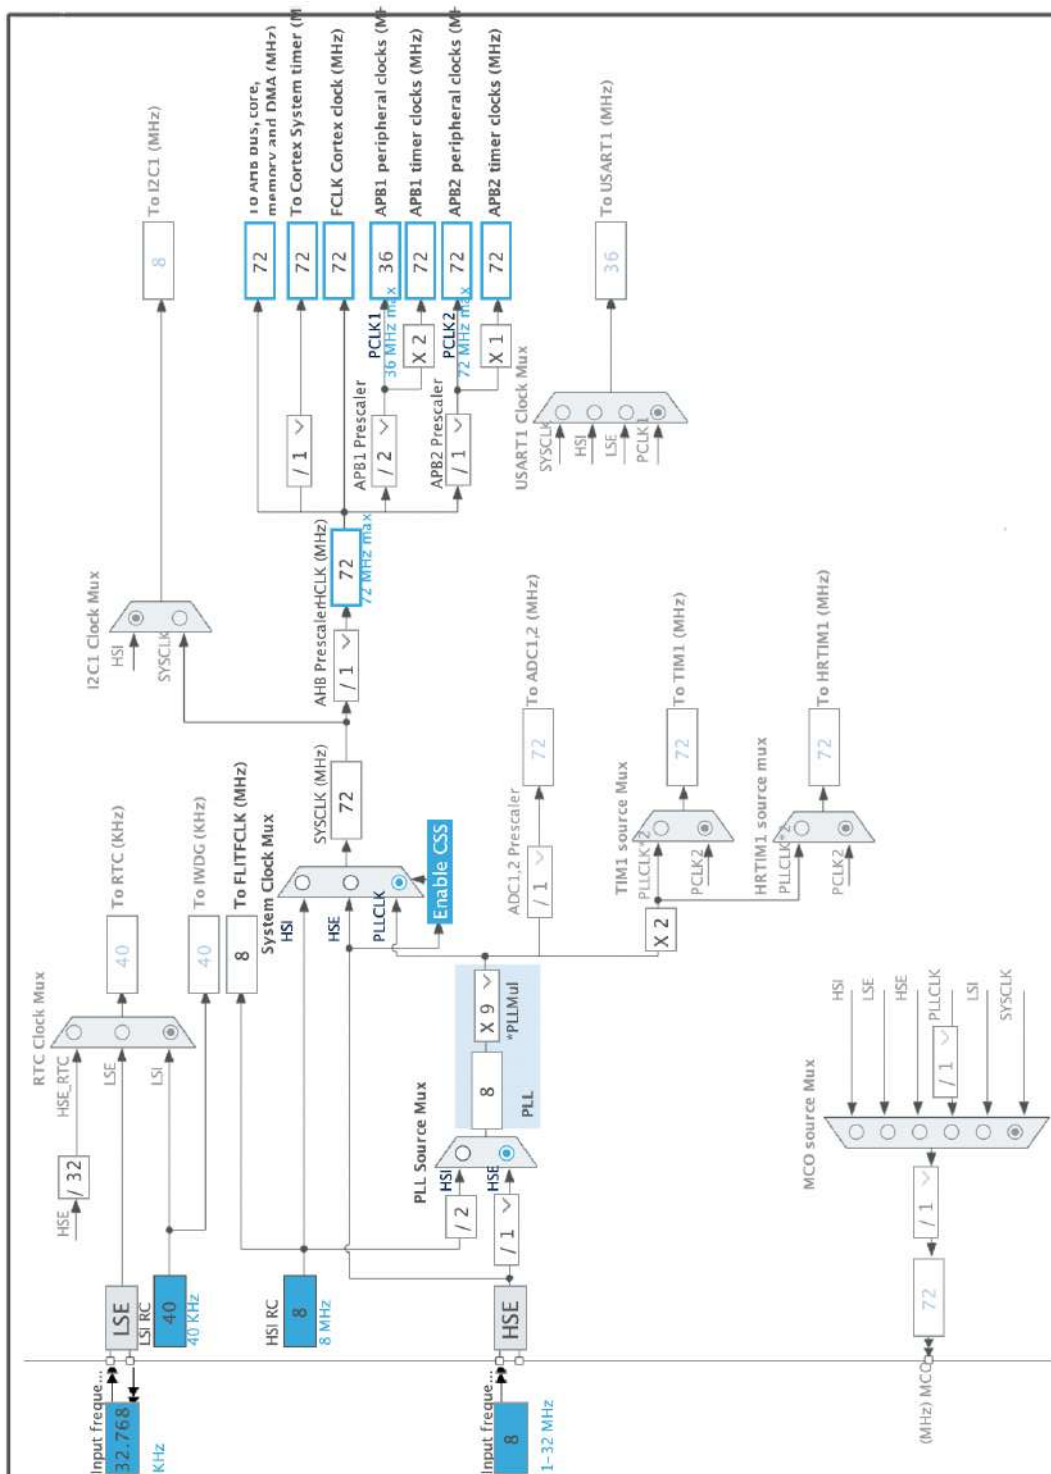 Input freque...
32.768
KHz
LSE
LSI RC
40
40 KHz
HSE
/ 32
HSE_RTC
LSE
LSI
RTC Clock Mux
40
To RTC (KHz)
40
To IWDG (KHz)
8
To FLITFCLK (MHz)
I2C1 Clock Mux
HSI
SYSCLK
8
To I2C1 (MHz)
HSI RC
8
8 MHz
System Clock Mux
HSI
HSE
PLLCLK
Enable CSS
SYSCLK (MHz)
72
AHB Prescaler
/ 1
HCLK (MHz)
72
72 MHz max
72
To AHB bus, core,
memory and DMA (MHz)
/ 1
72
To Cortex System timer (M
72
FCLK Cortex clock (MHz)
APB1 Prescaler
/ 2
PCLK1
36 MHz max
36
APB1 peripheral clocks (MH
X 2
72
APB1 timer clocks (MHz)
APB2 Prescaler
/ 1
PCLK2
72 MHz max
72
APB2 peripheral clocks (MH
X 1
72
APB2 timer clocks (MHz)
Input freque...
8
1-32 MHz
HSE
/ 2
/ 1
PLL Source Mux
HSI
HSE
8
X 9
*PLLMul
PLL
ADC1,2 Prescaler
/ 1
72
To ADC1,2 (MHz)
USART1 Clock Mux
SYSCLK
HSI
LSE
PCLK1
36
To USART1 (MHz)
X 2
TIM1 source Mux
PLLCLK*2
PCLK2
72
To TIM1 (MHz)
HRTIM1 source mux
PLLCLK*2
PCLK2
72
To HRTIM1 (MHz)
MCO source Mux
HSI
LSE
HSE
PLLCLK
/ 1
LSI
SYSCLK
/ 1
72
(MHz) MCO